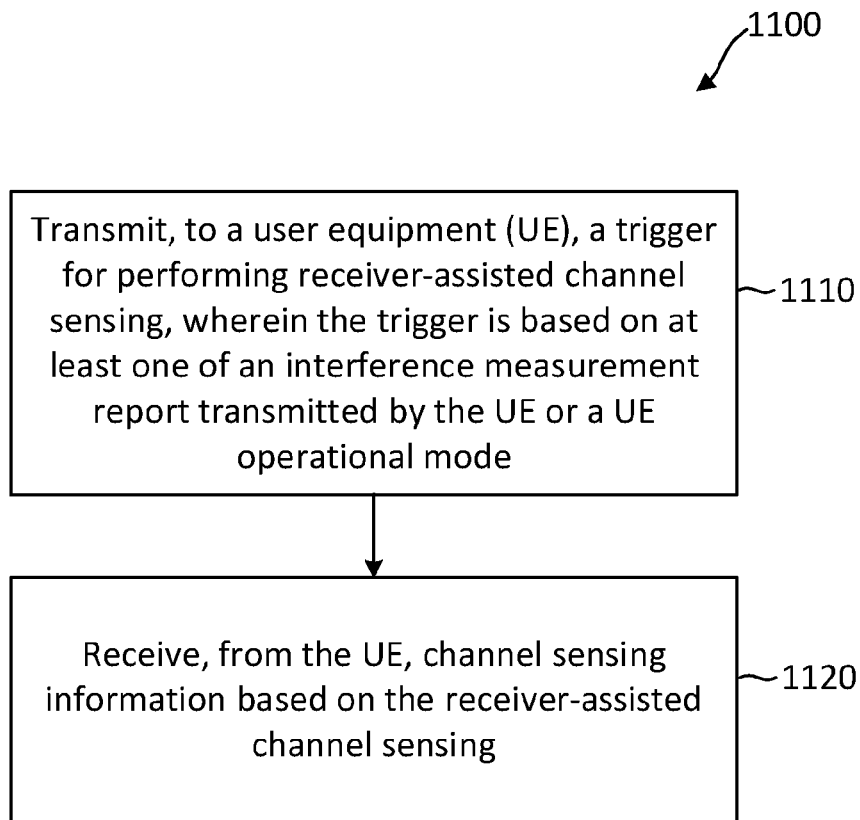 1100
Transmit, to a user equipment (UE), a trigger
for performing receiver-assisted channel
sensing, wherein the trigger is based on at
least one of an interference measurement
report transmitted by the UE or a UE
operational mode
1110
Receive, from the UE, channel sensing
information based on the receiver-assisted
channel sensing
1120